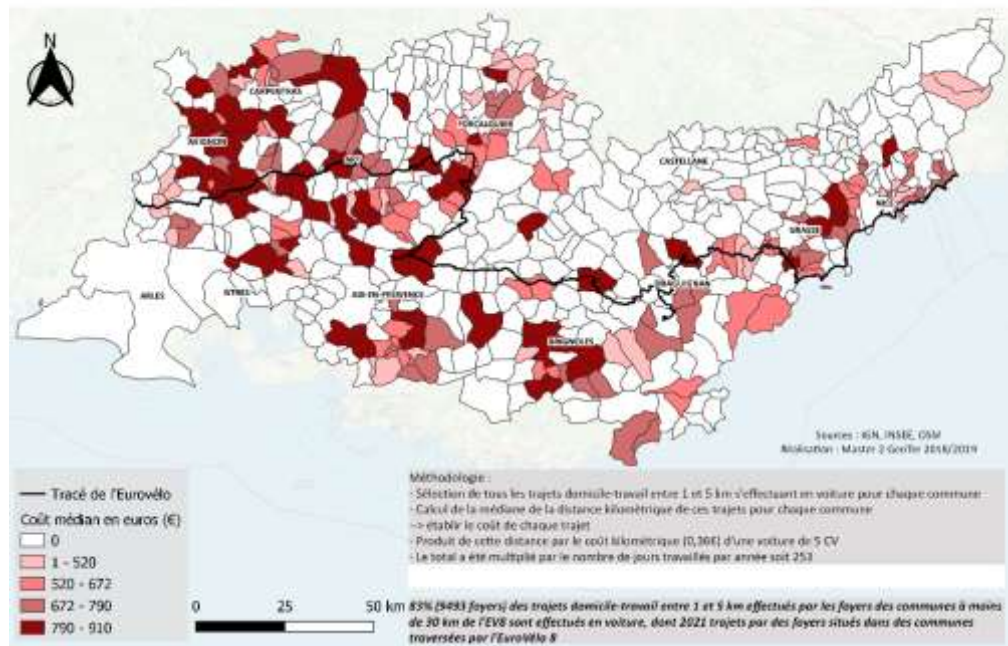 N
CARPENTRAS
AVIGNON
FORCALQUIER
APT
CASTELLANE
NICE
GRASSE
ARLES
ISTRES
AIX-EN-PROVENCE
DRAGUIGNAN
BRIGNOLES
Sources : IGN, INSEE, OSM
Réalisation : Master 2 GeoTer 2018/2019
Tracé de l'Eurovélo
Coût médian en euros (€)
0
1 - 520
520 - 672
672 - 790
790 - 910
0 25 50 km
Méthodologie :
- Sélection de tous les trajets domicile-travail entre 1 et 5 km s'effectuant en voiture pour chaque commune
- Calcul de la médiane de la distance kilométrique de ces trajets pour chaque commune
--> établir le coût de chaque trajet
- Produit de cette distance par le coût kilométrique (0,36€) d'une voiture de 5 CV
- Le total a été multiplié par le nombre de jours travaillés par année soit 253
83% (9493 foyers) des trajets domicile-travail entre 1 et 5 km effectués par les foyers des communes à moins
de 30 km de l'EV8 sont effectués en voiture, dont 2021 trajets par des foyers situés dans des communes
traversées par l'EuroVélo 8